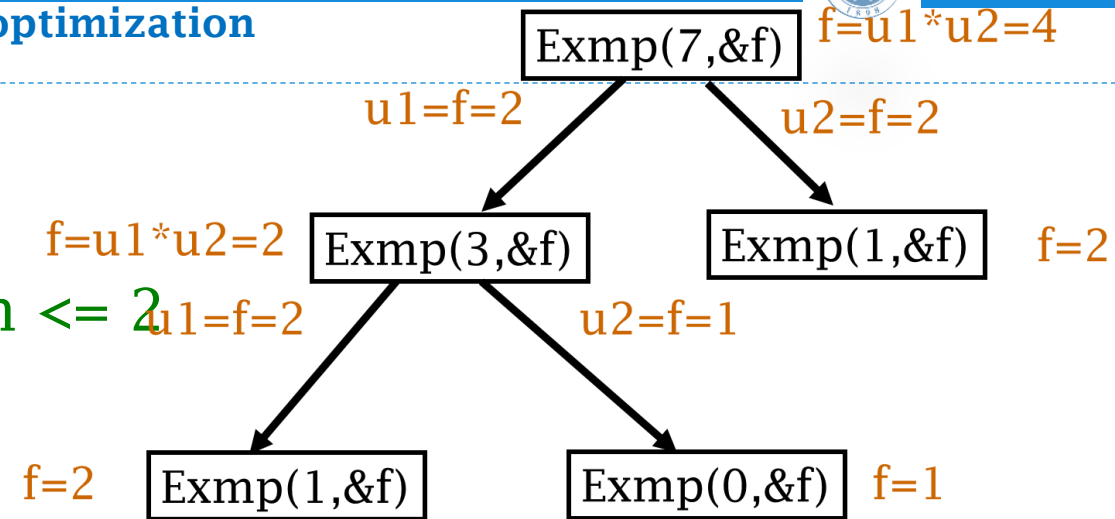 optimization
Exmp(7,&f)
f=u1*u2=4
u1=f=2
u2=f=2
f=u1*u2=2
Exmp(3,&f)
Exmp(1,&f)
f=2
n <= 2
u1=f=2
u2=f=1
f=2
Exmp(1,&f)
Exmp(0,&f)
f=1
1898